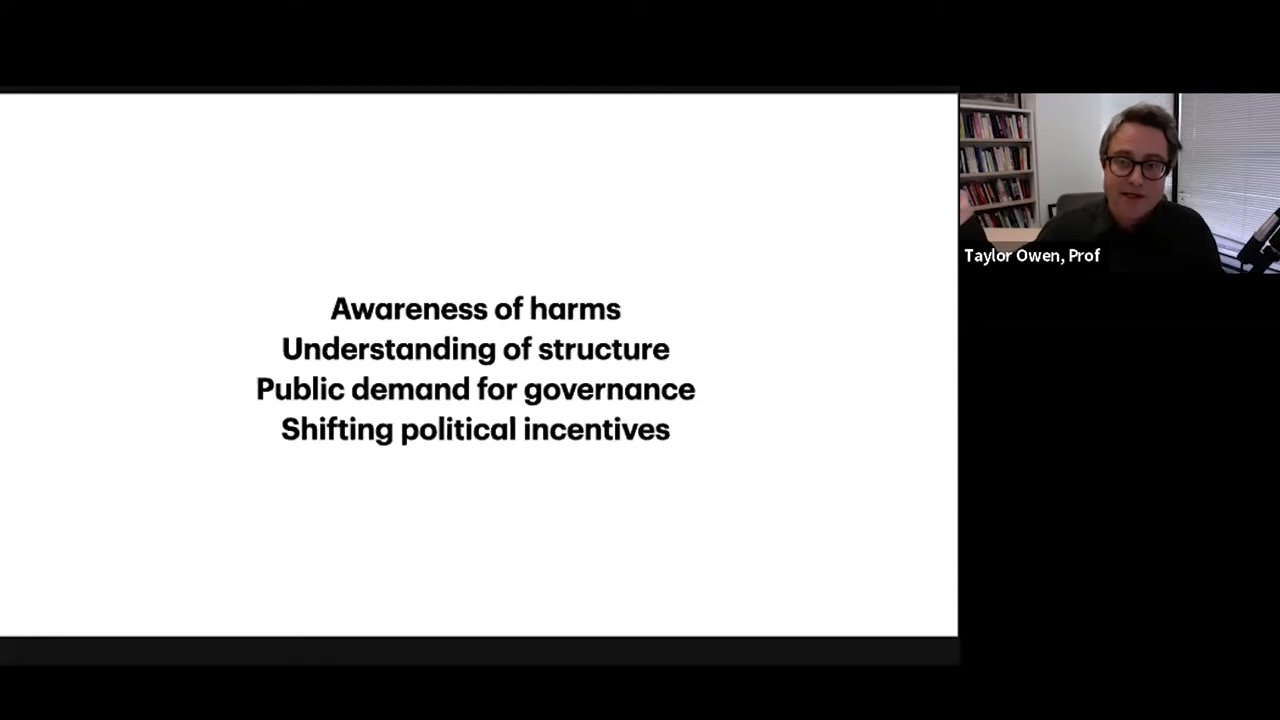 Awareness of harms
Understanding of structure
Public demand for governance
Shifting political incentives
Taylor Owen, Prof